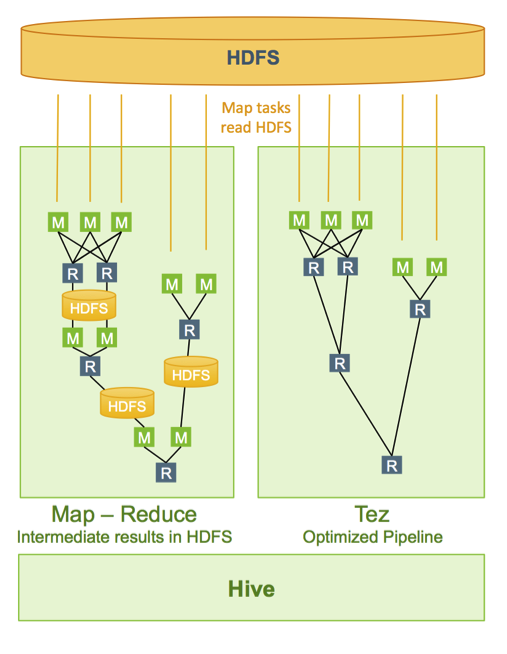 HDFS
Map tasks
read HDFS
M M M
R R
HDFS
M M
R
HDFS
M M
R
HDFS
M M
R
M M M
R R
M M
R
R
R
Map – Reduce
Intermediate results in HDFS
Tez
Optimized Pipeline
Hive